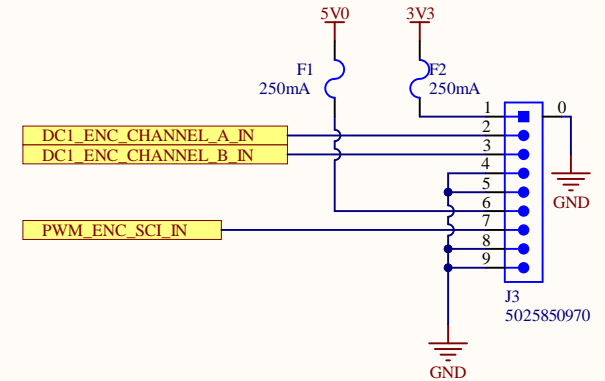 5V0 3V3
F1 F2
250mA 250mA
1 0
DC1_ENC_CHANNEL_A_IN 2
DC1_ENC_CHANNEL_B_IN 3
4
5
GND
6
PWM_ENC_SCI_IN 7
8
9
J3
5025850970
GND